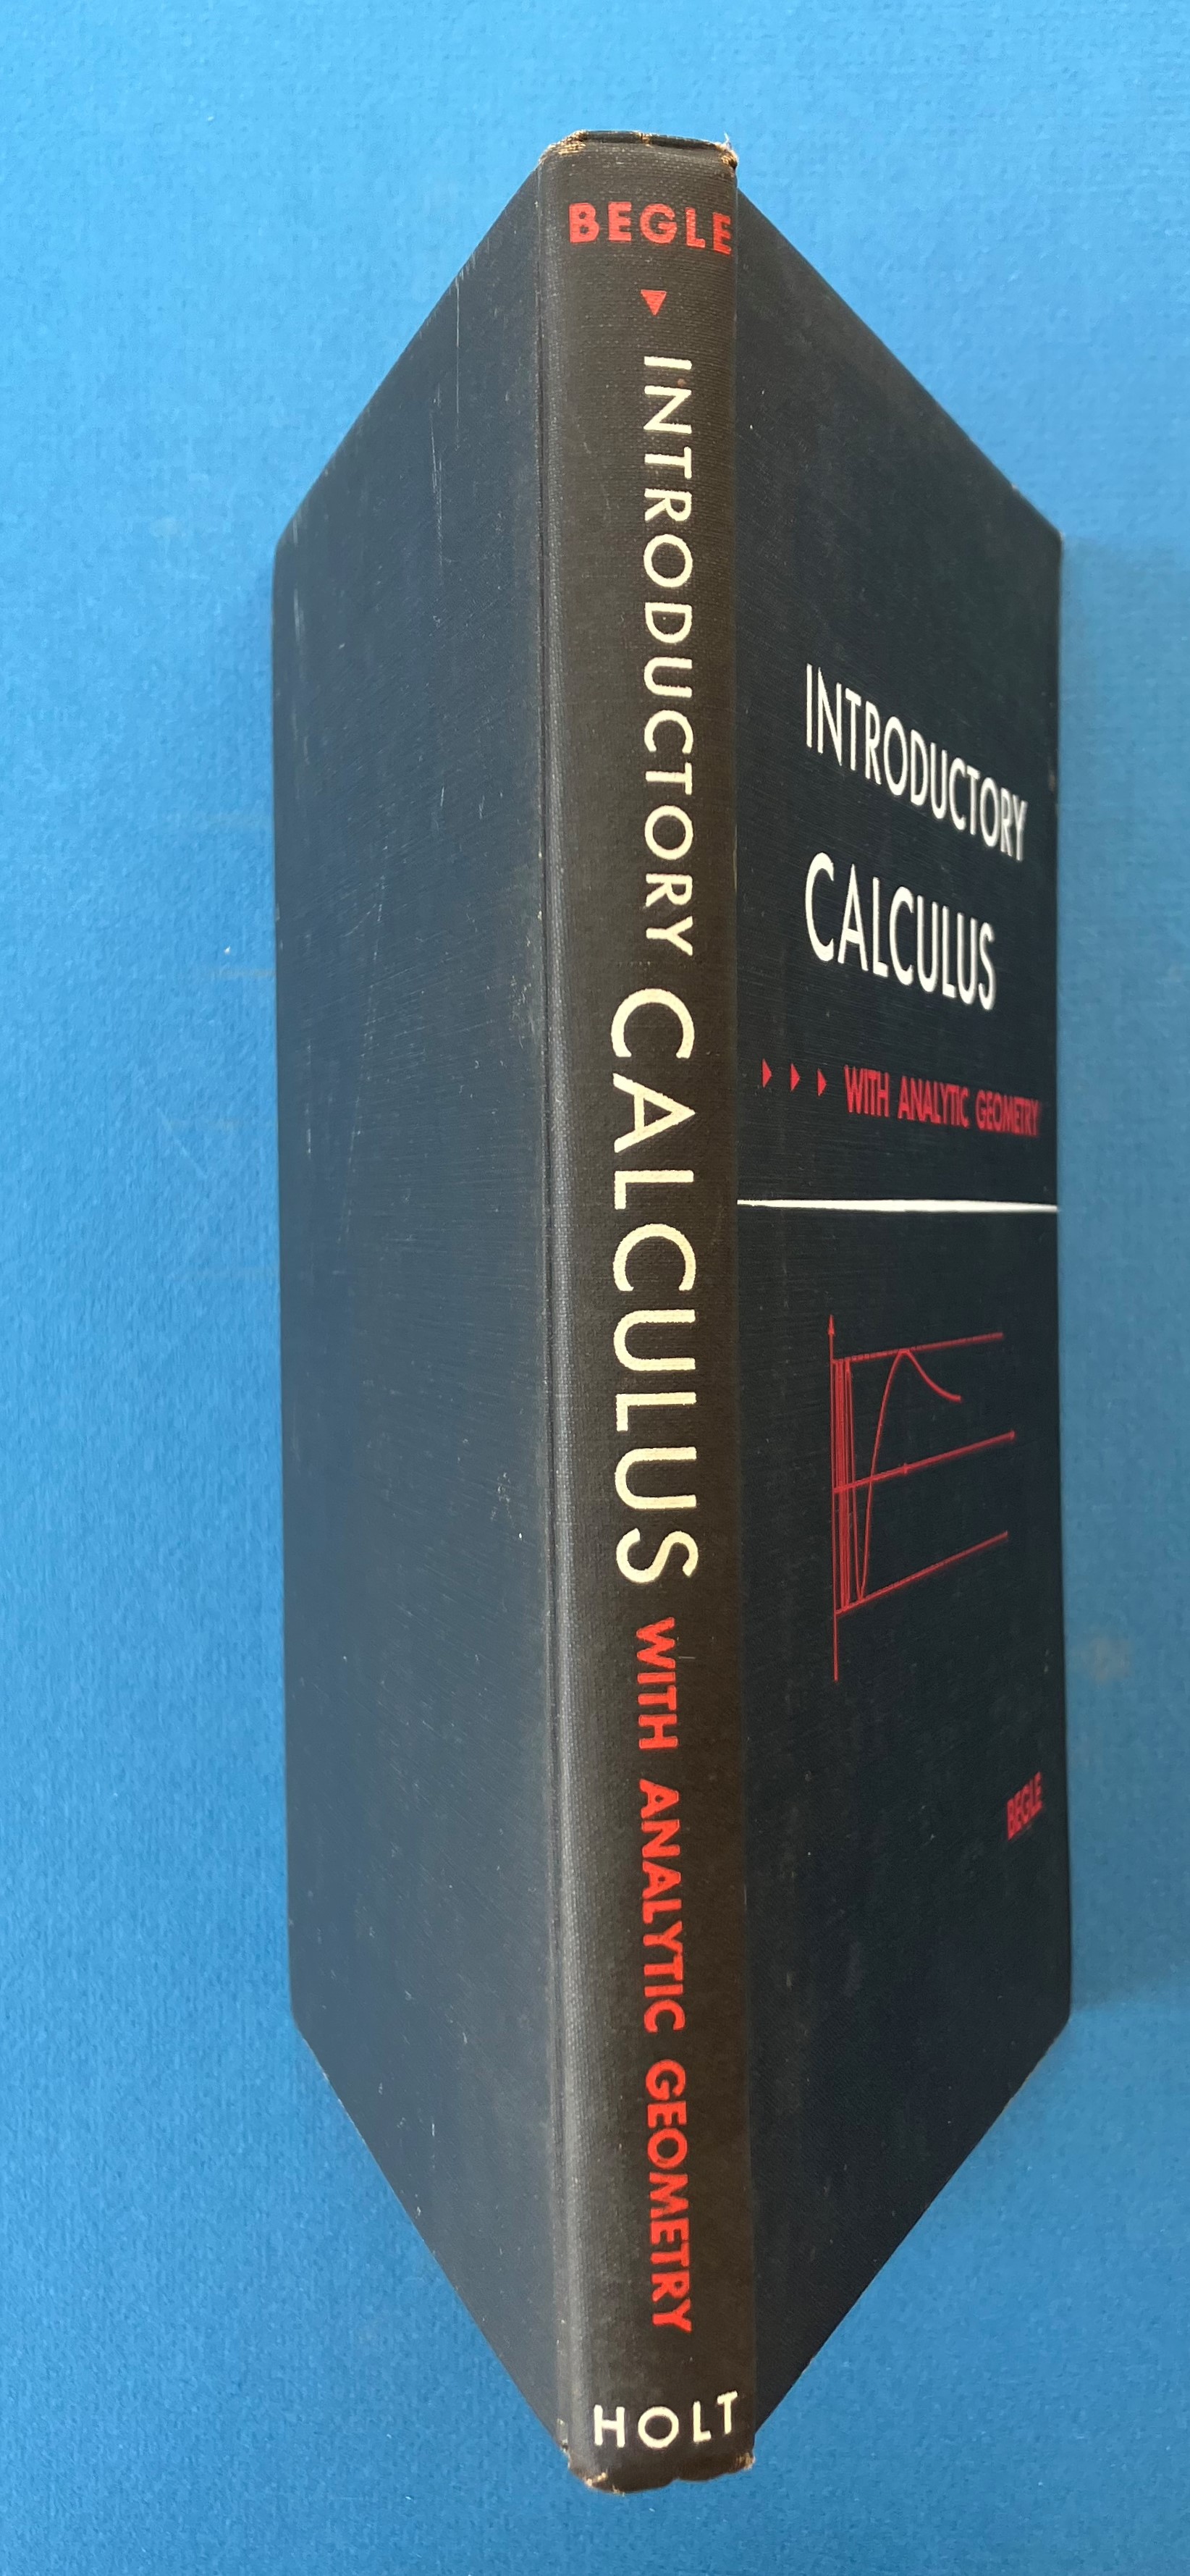 BEGLE
INTRODUCTORY CALCULUS WITH ANALYTIC GEOMETRY
HOLT
INTRODUCTORY
CALCULUS
WITH ANALYTIC GEOMETRY
BEGLE